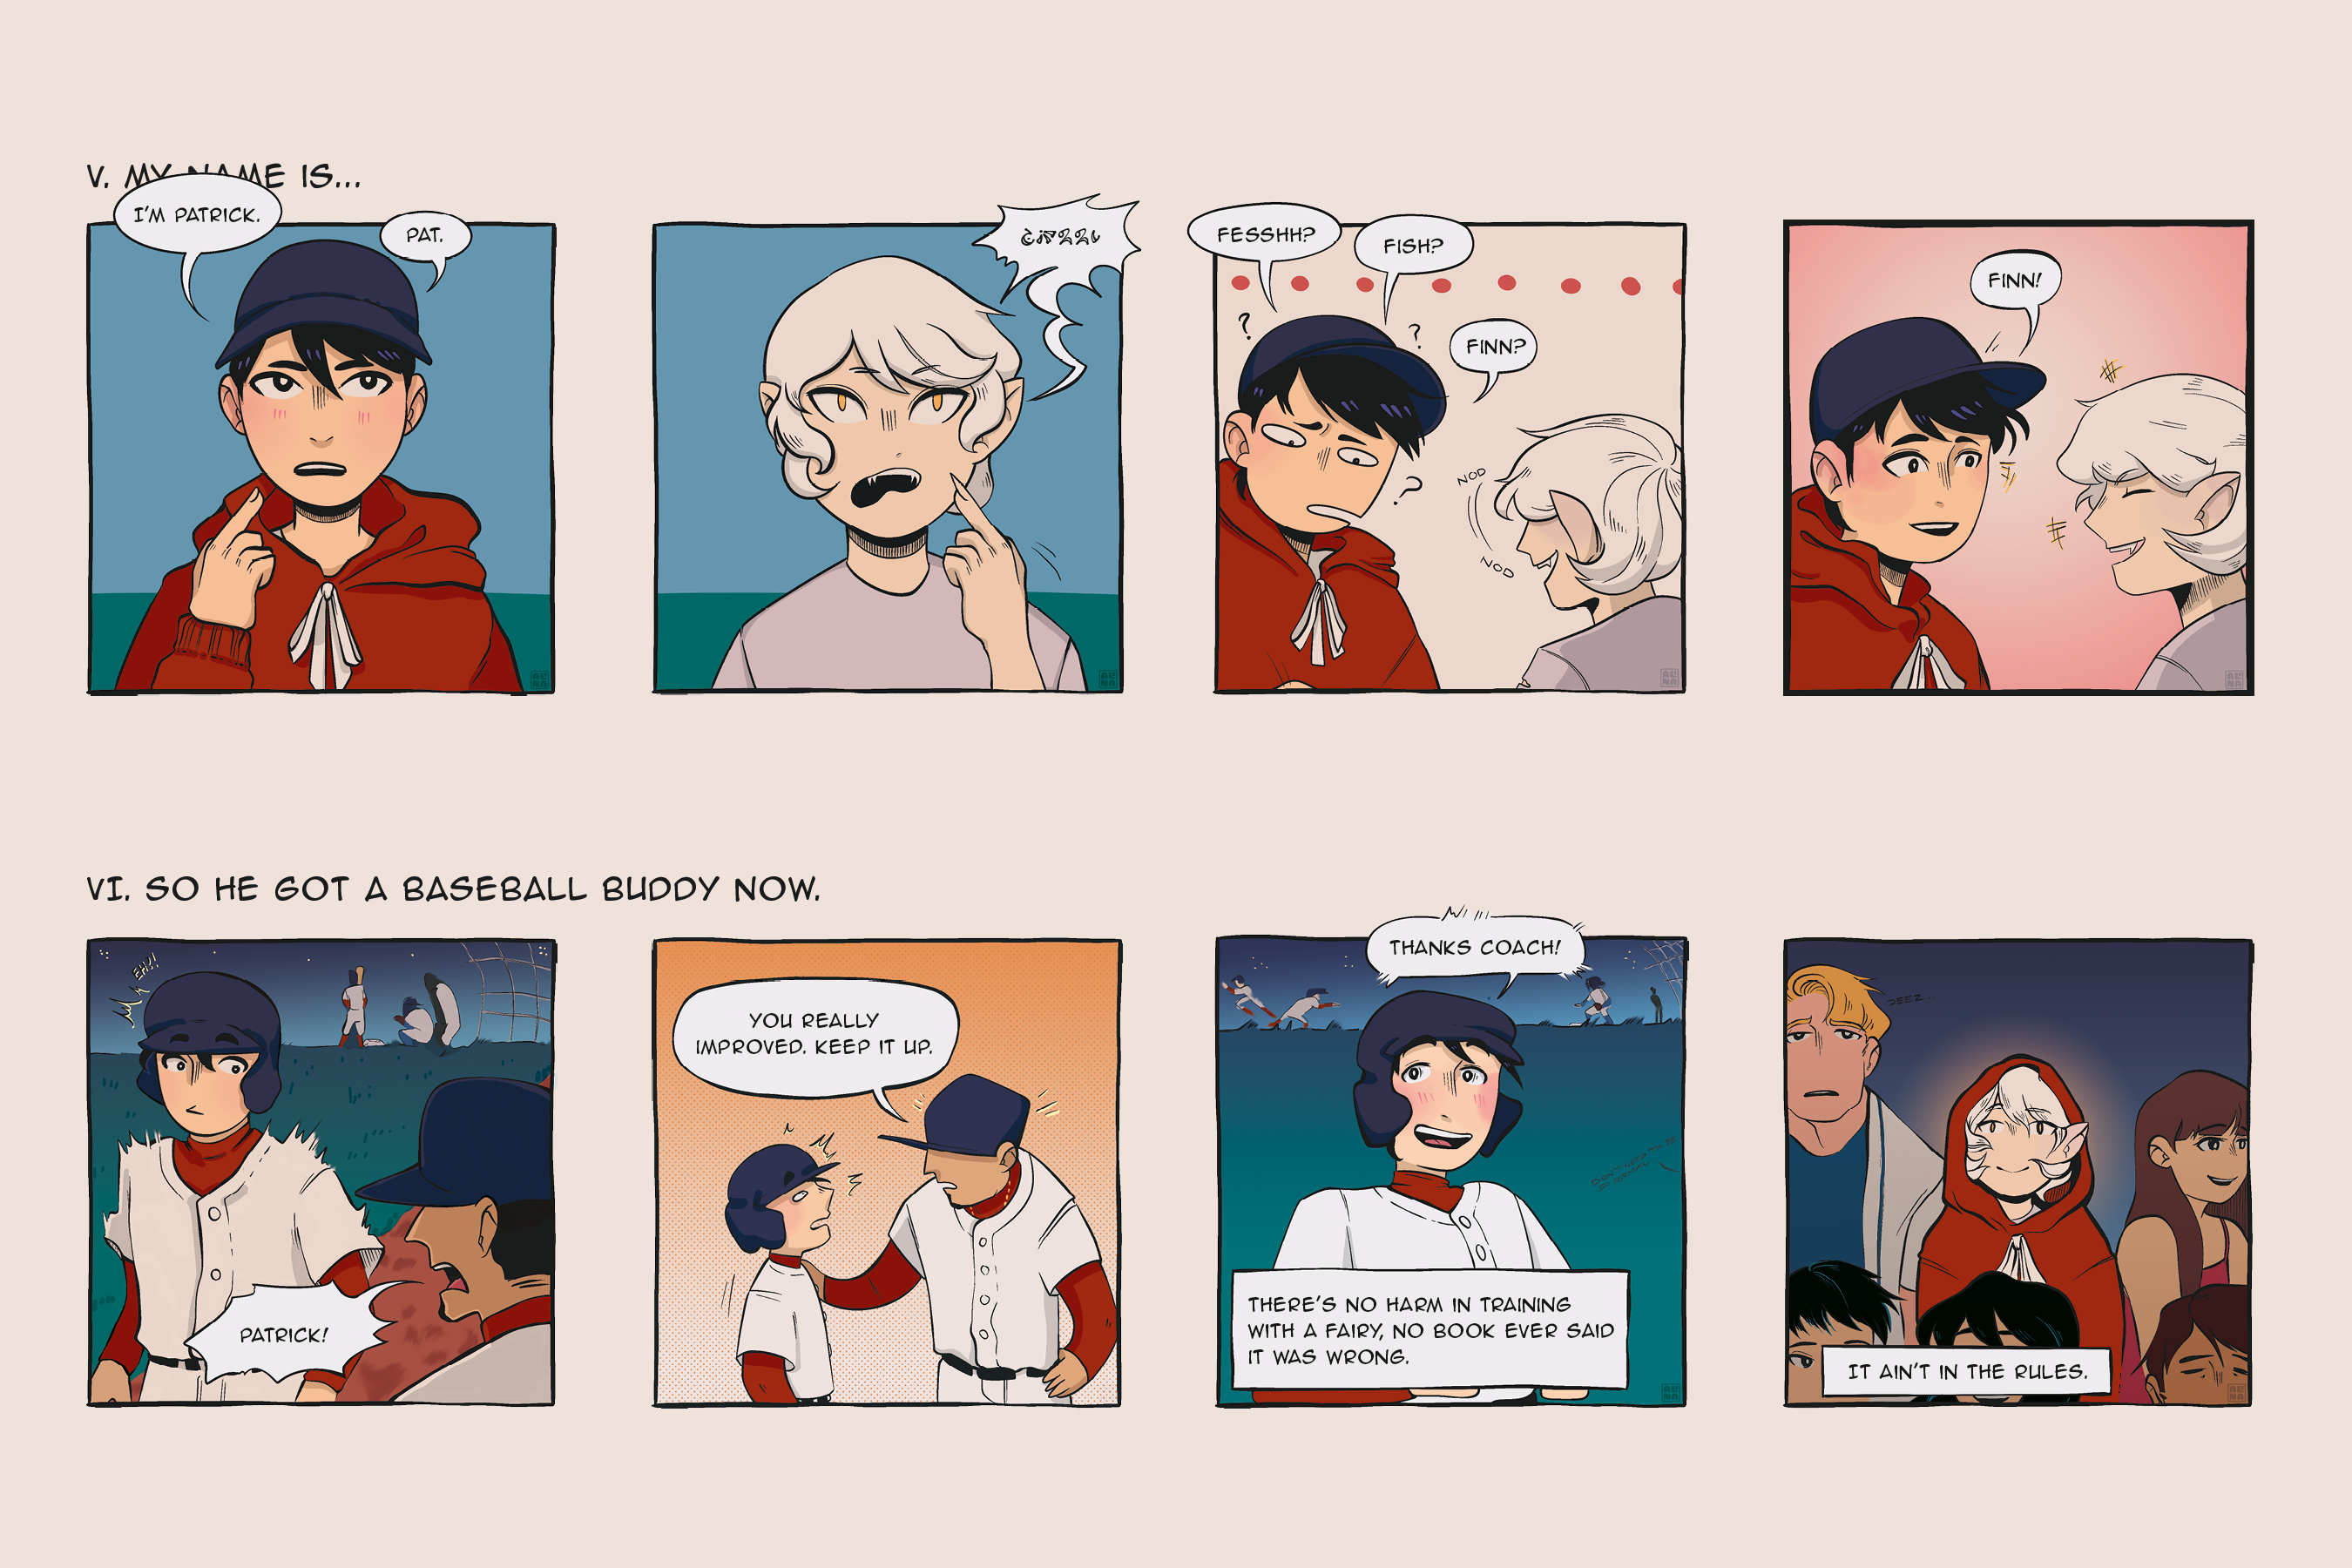 V. MY NAME IS...
I'M PATRICK.
PAT.
FESSHH?
FISH?
?
?
FINN?
?
NOD
NOD
FINN!
VI. SO HE GOT A BASEBALL BUDDY NOW.
PATRICK!
YOU REALLY
IMPROVED. KEEP IT UP.
THANKS COACH!
THERE'S NO HARM IN TRAINING
WITH A FAIRY, NO BOOK EVER SAID
IT WAS WRONG.
JEEZ...
IT AIN'T IN THE RULES.